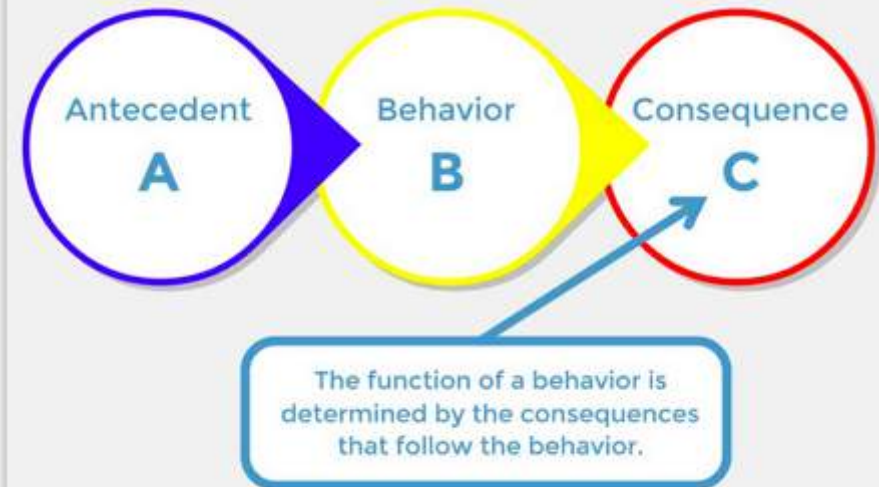 Antecedent
A
Behavior
B
Consequence
C
The function of a behavior is
determined by the consequences
that follow the behavior.